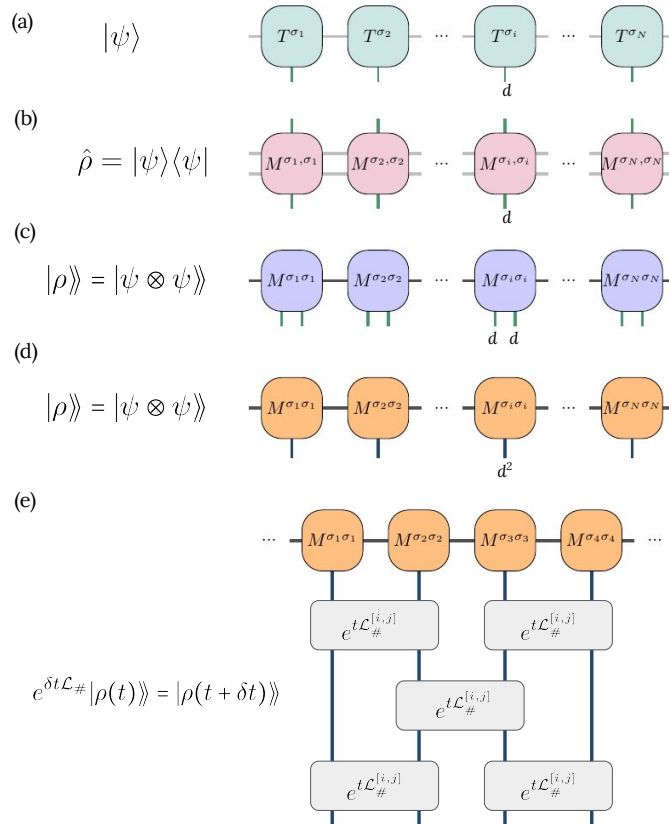 (a)
|ψ⟩ T^{σ_1} T^{σ_2} ... T^{σ_i} ... T^{σ_N}
d
(b)
ρ̂ = |ψ⟩⟨ψ| M^{σ_1,σ_1} M^{σ_2,σ_2} ... M^{σ_i,σ_i} ... M^{σ_N,σ_N}
d
(c)
|ρ⟫ = |ψ ⊗ ψ⟫ M^{σ_1σ_1} M^{σ_2σ_2} ... M^{σ_iσ_i} ... M^{σ_Nσ_N}
d d
(d)
|ρ⟫ = |ψ ⊗ ψ⟫ M^{σ_1σ_1} M^{σ_2σ_2} ... M^{σ_iσ_i} ... M^{σ_Nσ_N}
d^2
(e)
... M^{σ_1σ_1} M^{σ_2σ_2} M^{σ_3σ_3} M^{σ_4σ_4} ...
e^{tℒ_#^{[i,j]}} e^{tℒ_#^{[i,j]}}
e^{δtℒ_#}|ρ(t)⟫ = |ρ(t + δt)⟫ e^{tℒ_#^{[i,j]}}
e^{tℒ_#^{[i,j]}} e^{tℒ_#^{[i,j]}}